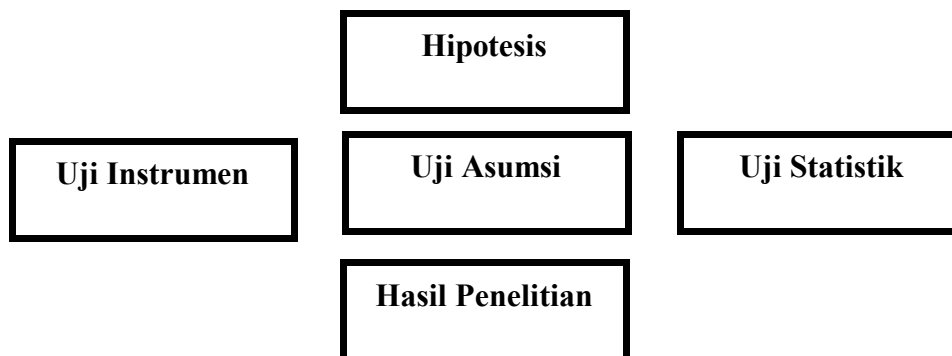 Hipotesis
Uji Instrumen
Uji Asumsi
Uji Statistik
Hasil Penelitian